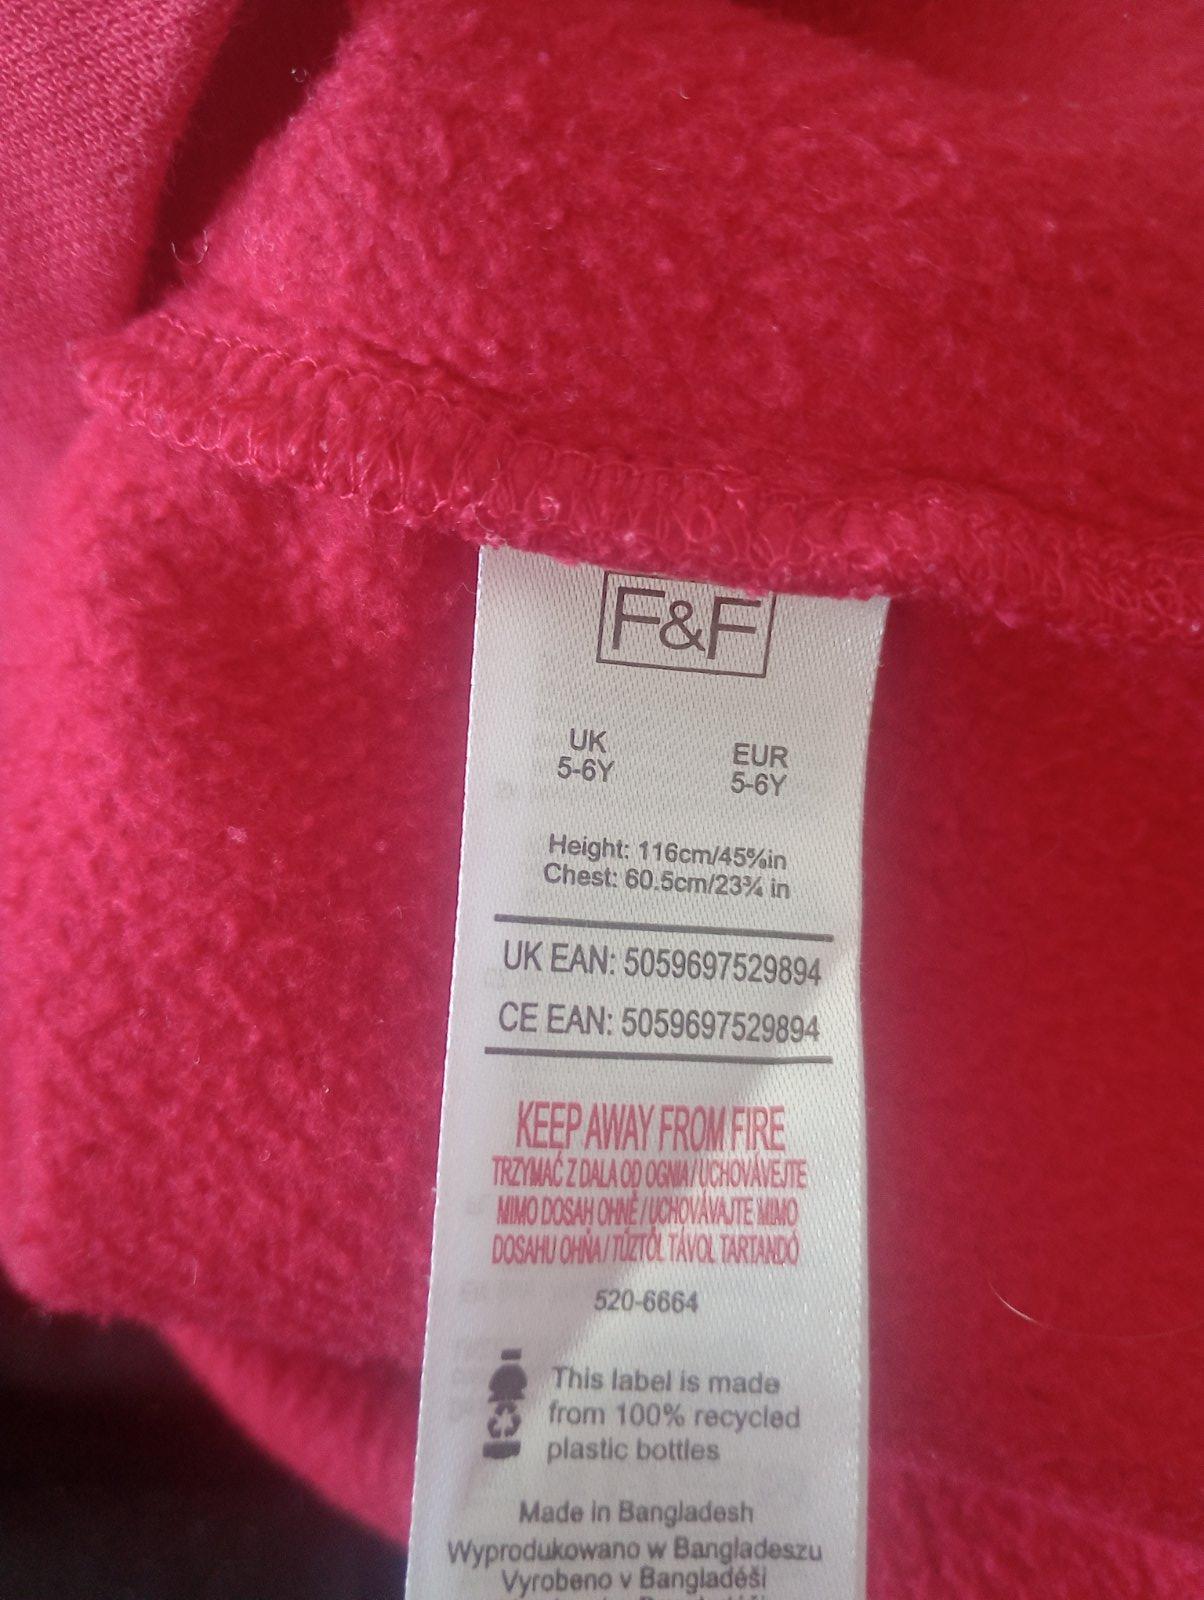 F&F
UK EUR
5-6Y 5-6Y
Height: 116cm/45⅝in
Chest: 60.5cm/23¾ in
UK EAN: 5059697529894
CE EAN: 5059697529894
KEEP AWAY FROM FIRE
TRZYMAĆ Z DALA OD OGNIA / UCHOVÁVEJTE
MIMO DOSAH OHNĚ / UCHOVÁVAJTE MIMO
DOSAHU OHŇA / TŰZTŐL TÁVOL TARTANDÓ
520-6664
This label is made
from 100% recycled
plastic bottles
Made in Bangladesh
Wyprodukowano w Bangladeszu
Vyrobeno v Bangladéši